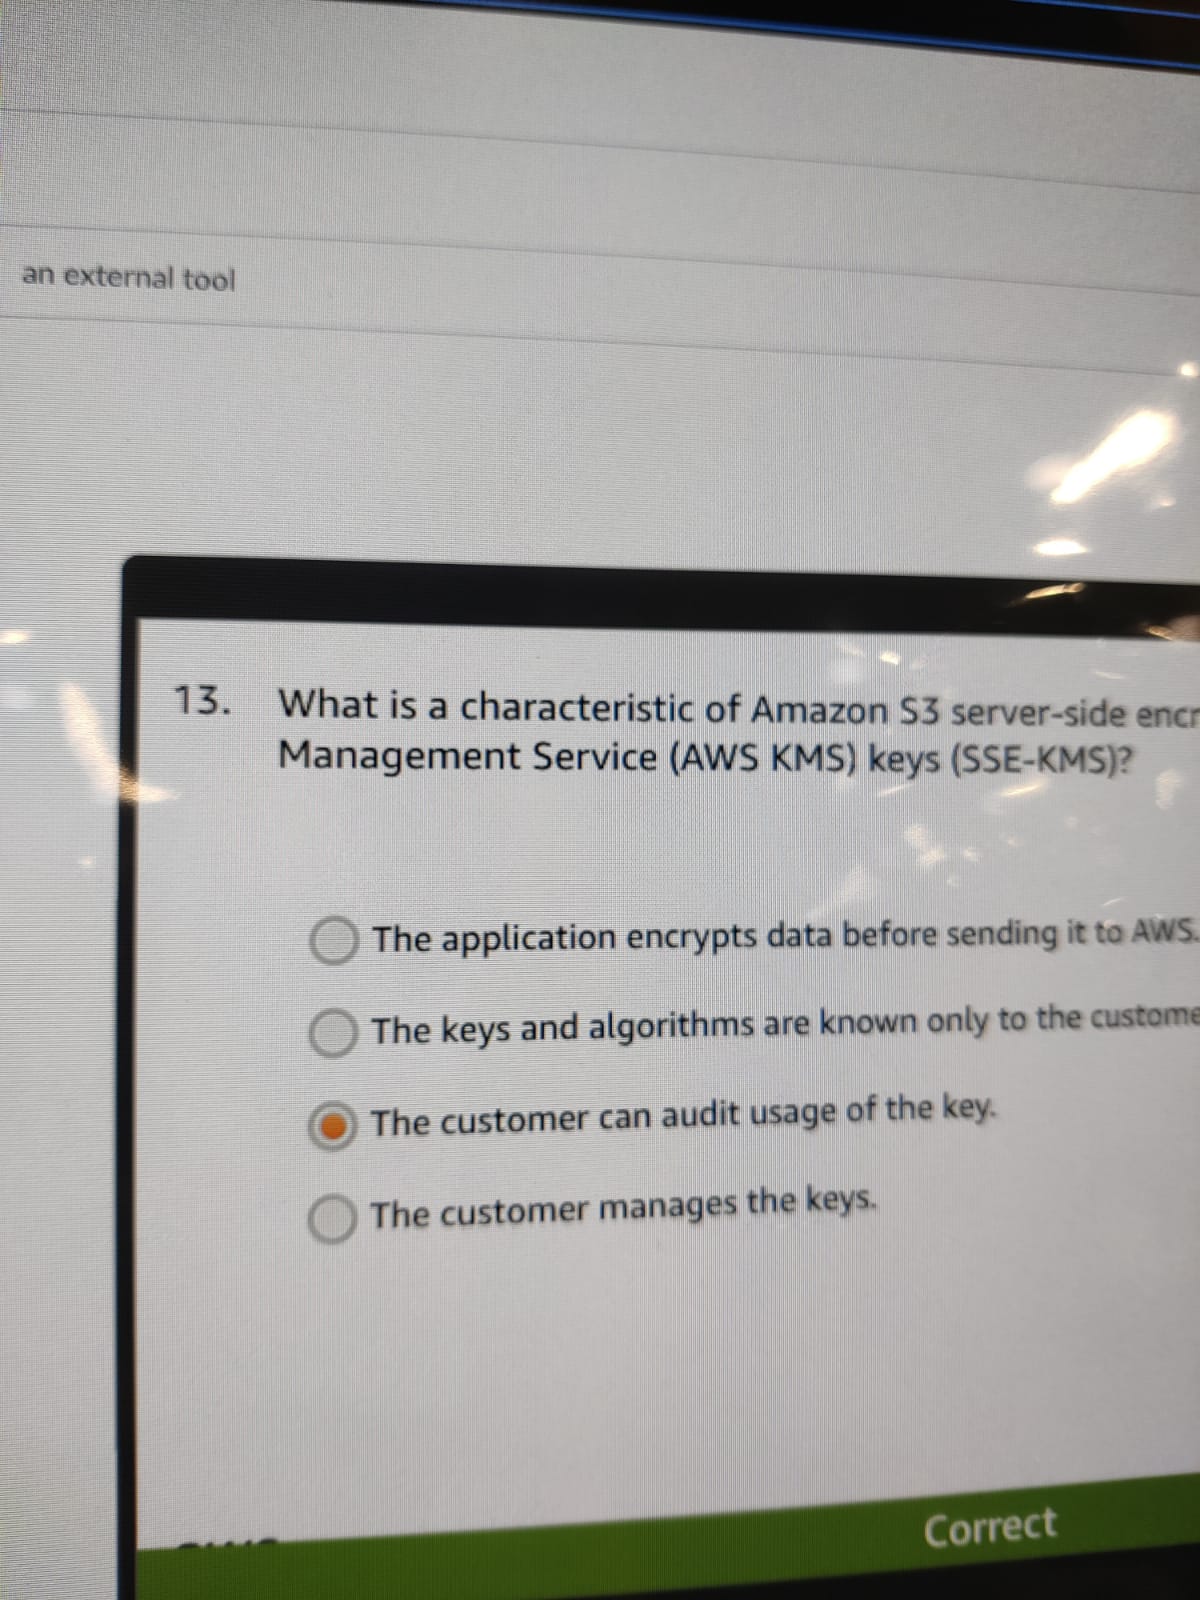 an external tool
13. What is a characteristic of Amazon S3 server-side encr
Management Service (AWS KMS) keys (SSE-KMS)?
The application encrypts data before sending it to AWS.
The keys and algorithms are known only to the custome
The customer can audit usage of the key.
The customer manages the keys.
Correct